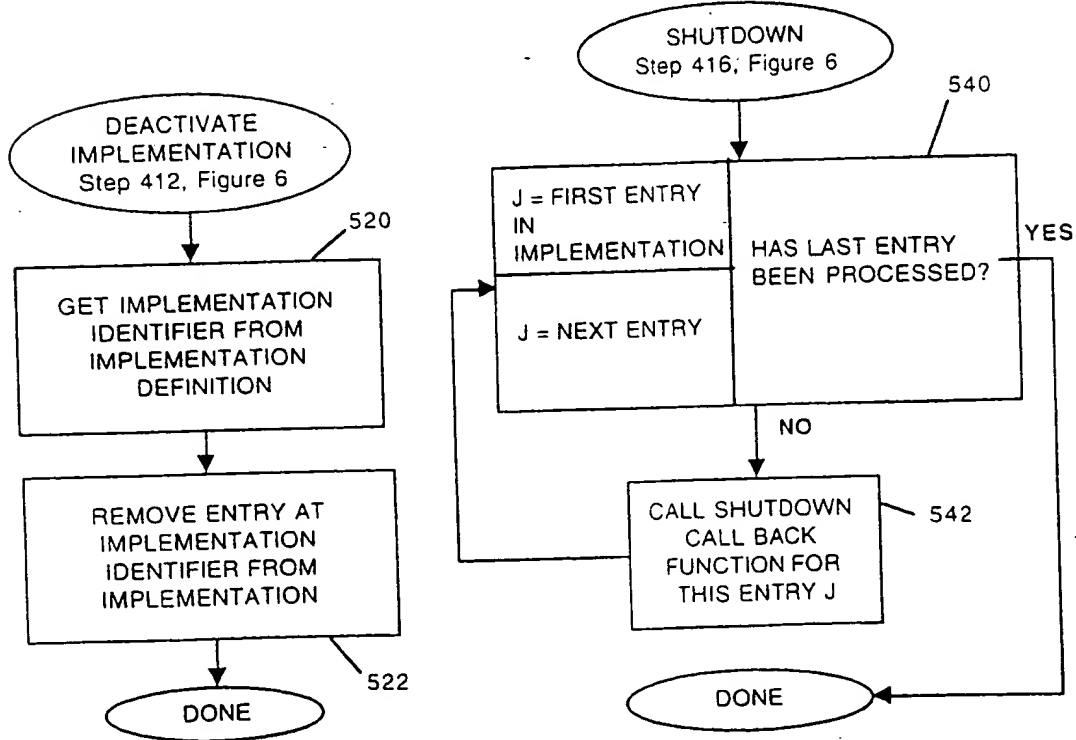 DEACTIVATE
IMPLEMENTATION
Step 412, Figure 6
520
GET IMPLEMENTATION
IDENTIFIER FROM
IMPLEMENTATION
DEFINITION
REMOVE ENTRY AT
IMPLEMENTATION
IDENTIFIER FROM
IMPLEMENTATION
522
DONE
SHUTDOWN
Step 416, Figure 6
540
J = FIRST ENTRY
IN
IMPLEMENTATION
J = NEXT ENTRY
HAS LAST ENTRY
BEEN PROCESSED?
YES
NO
CALL SHUTDOWN
CALL BACK
FUNCTION FOR
THIS ENTRY J
542
DONE